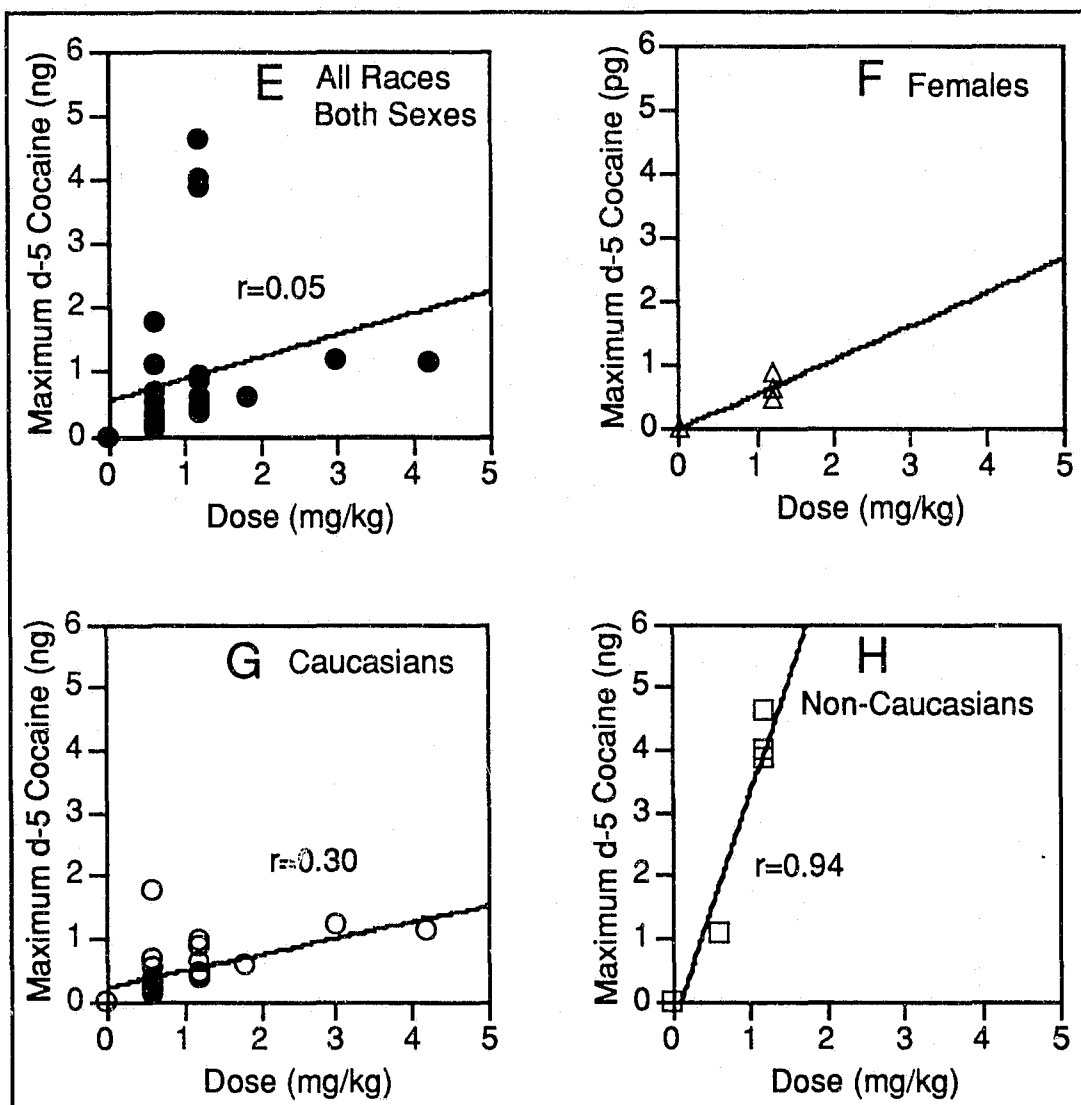 E All Races
Both Sexes
Maximum d-5 Cocaine (ng)
6
5
4
3
2
1
0
r=0.05
0 1 2 3 4 5
Dose (mg/kg)
F Females
Maximum d-5 Cocaine (pg)
6
5
4
3
2
1
0
0 1 2 3 4 5
Dose (mg/kg)
G Caucasians
Maximum d-5 Cocaine (ng)
6
5
4
3
2
1
0
r=0.30
0 1 2 3 4 5
Dose (mg/kg)
H
Non-Caucasians
Maximum d-5 Cocaine (ng)
6
5
4
3
2
1
0
r=0.94
0 1 2 3 4 5
Dose (mg/kg)